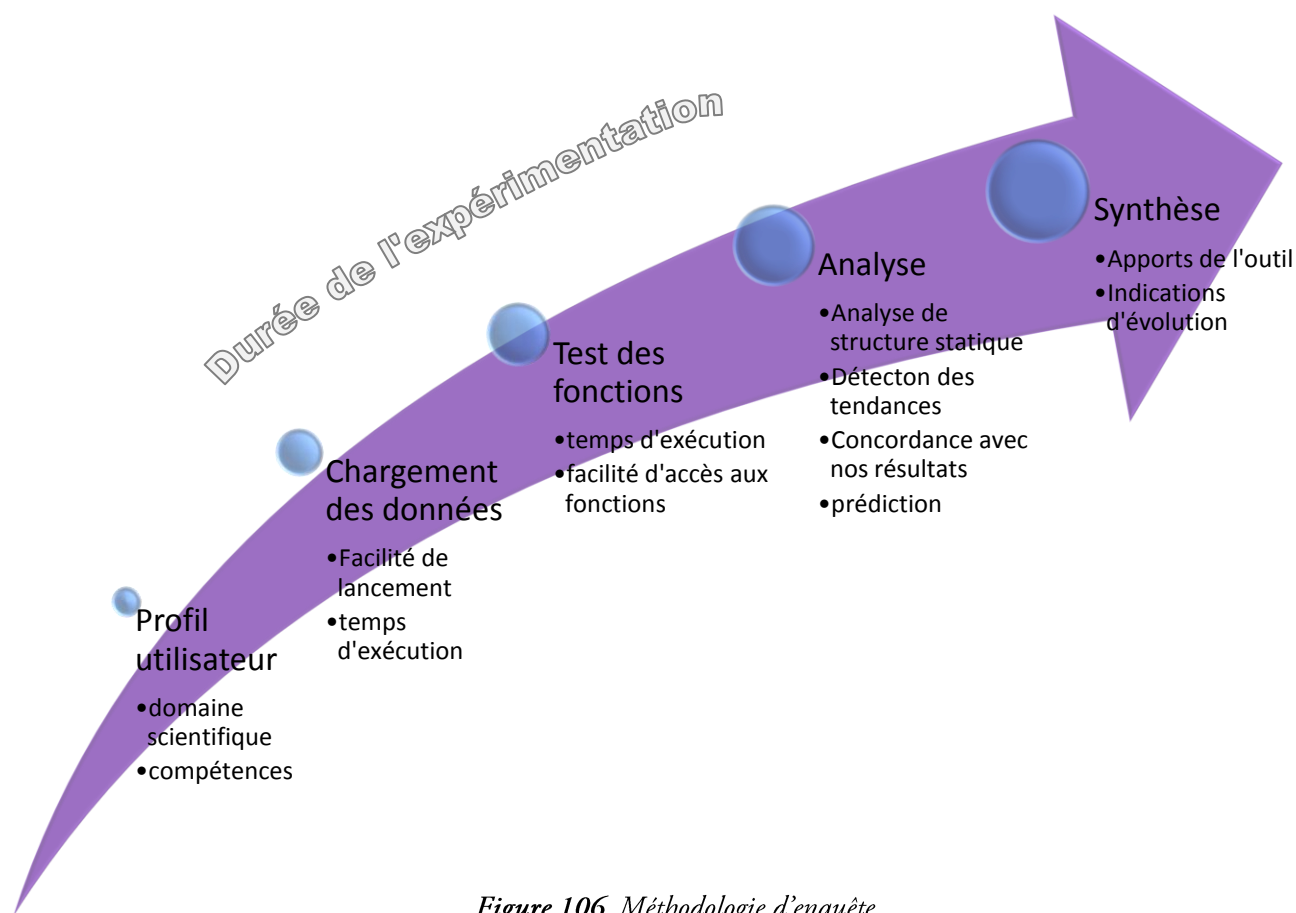 Durée de l'expérimentation
Profil
utilisateur
•domaine
scientifique
•compétences
Chargement
des données
•Facilité de
lancement
•temps
d'exécution
Test des
fonctions
•temps d'exécution
•facilité d'accès aux
fonctions
Analyse
•Analyse de
structure statique
•Détecton des
tendances
•Concordance avec
nos résultats
•prédiction
Synthèse
•Apports de l'outil
•Indications
d'évolution
Figure 106 Méthodologie d'enquête